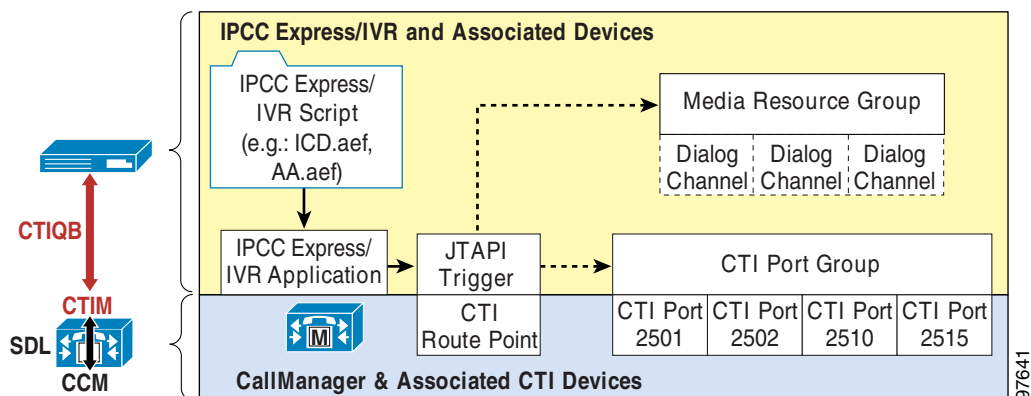 IPCC Express/IVR and Associated Devices
IPCC Express/
IVR Script
(e.g.: ICD.aef,
AA.aef)
Media Resource Group
Dialog
Channel
Dialog
Channel
Dialog
Channel
CTIQB
IPCC Express/
IVR Application
JTAPI
Trigger
CTI Port Group
CTIM
SDL
CCM
M
CTI
Route Point
CTI Port
2501
CTI Port
2502
CTI Port
2510
CTI Port
2515
CallManager & Associated CTI Devices
97641